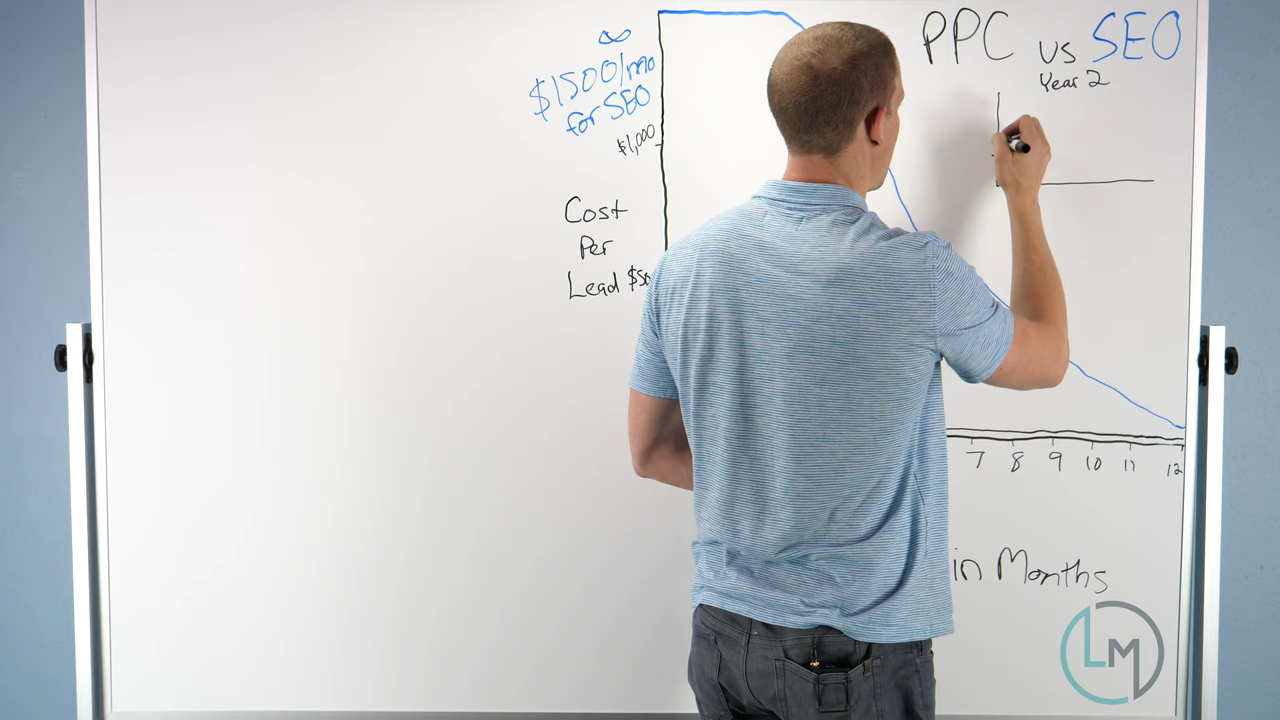 PPC vs SEO
Year 2
∞
$1500/mo
for SEO
$1,000
Cost
Per
Lead
7 8 9 10 11 12
in Months
LM